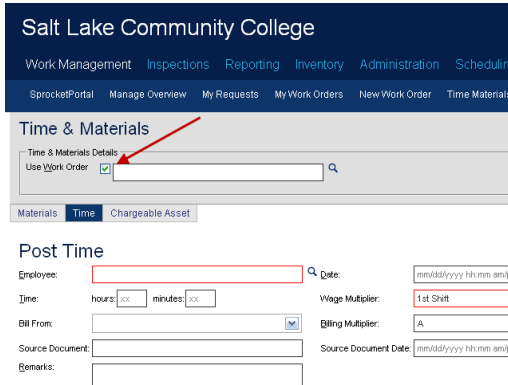 Salt Lake Community College
Work Management Inspections Reporting Inventory Administration Schedulin
SprocketPortal Manage Overview My Requests My Work Orders New Work Order Time Materials
Time & Materials
Time & Materials Details
Use Work Order
Materials Time Chargeable Asset
Post Time
Employee: Date: mm/dd/yyyy hh:mm am/p
Time: hours: xx minutes: xx Wage Multiplier: 1st Shift
Bill From: Billing Multiplier: A
Source Document: Source Document Date: mm/dd/yyyy hh:mm am/p
Remarks: